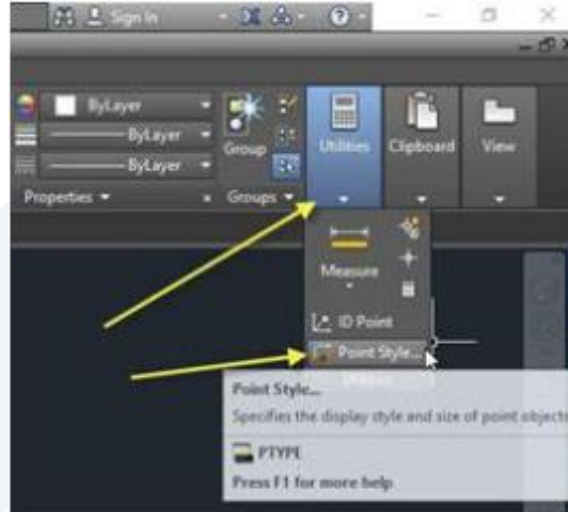 Sign In
ByLayer
ByLayer
ByLayer
Group
Utilities
Clipboard
View
Properties
Groups
Measure
ID Point
Point Style...
Point Style...
Specifies the display style and size of point objects
PTYPE
Press F1 for more help